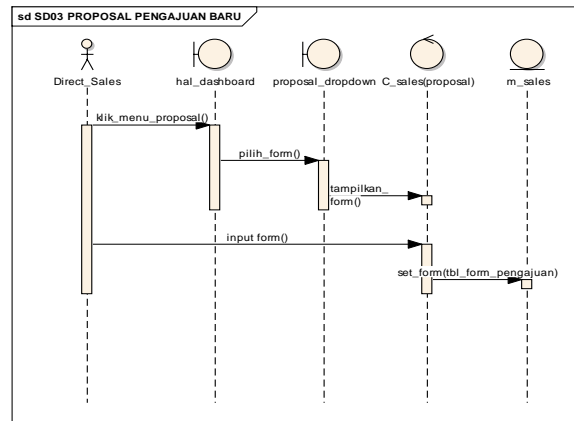 sd SD03 PROPOSAL PENGAJUAN BARU
Direct_Sales
hal_dashboard
proposal_dropdown
C_sales(proposal)
m_sales
klik_menu_proposal()
pilih_form()
tampilkan_
form()
input form()
set_form(tbl_form_pengajuan)